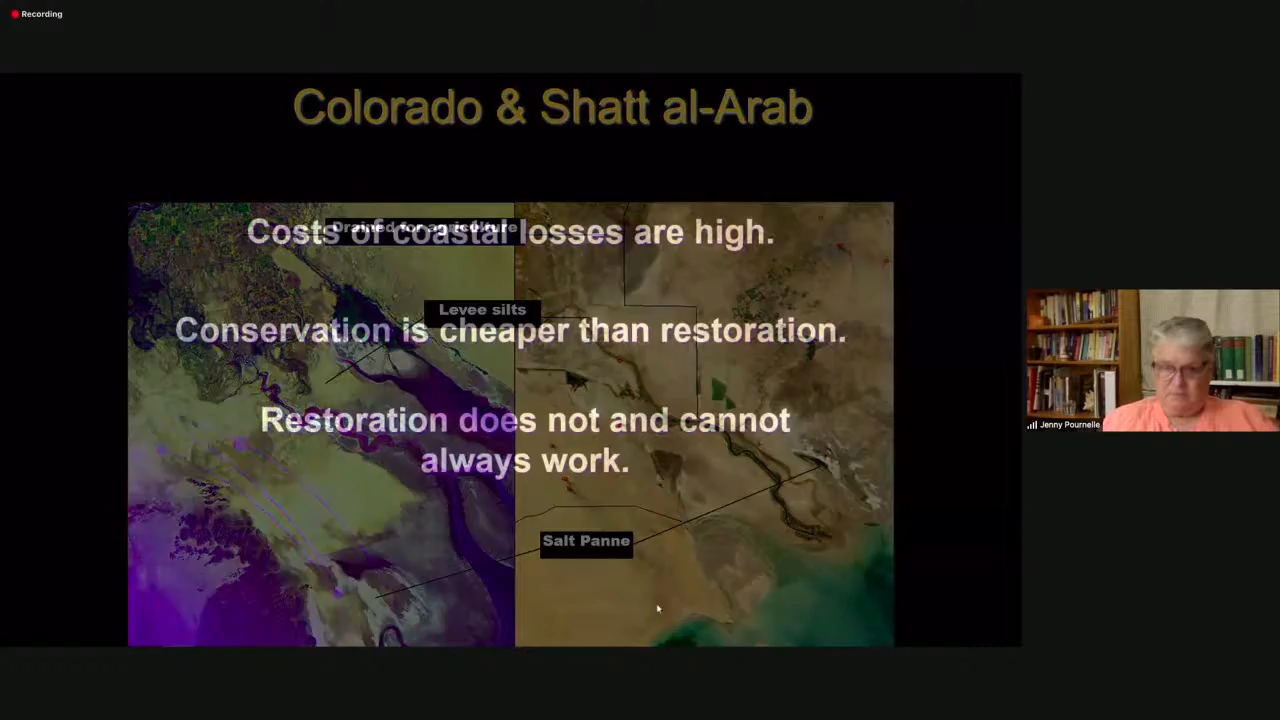 Recording
Colorado & Shatt al-Arab
Drained for agriculture
Costs of coastal losses are high.
Levee silts
Conservation is cheaper than restoration.
Restoration does not and cannot
always work.
Jenny Pournelle
Salt Panne